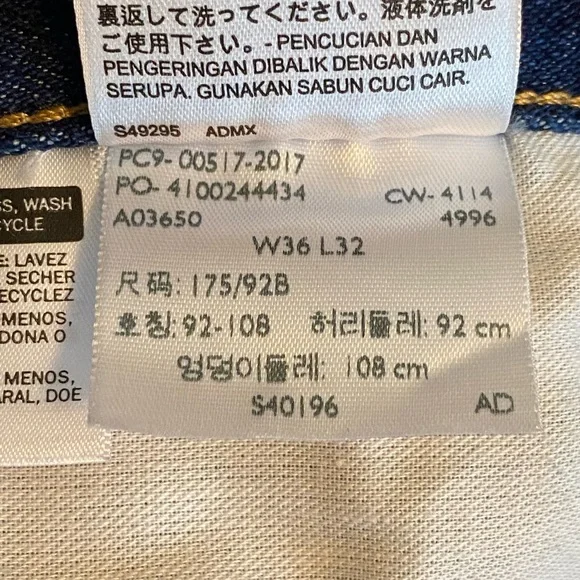 裏返して洗ってください。液体洗剤を
ご使用下さい。- PENCUCIAN DAN
PENGERINGAN DIBALIK DENGAN WARNA
SERUPA. GUNAKAN SABUN CUCI CAIR.
S49295 ADMX
PC9-00517-2017
PO-4100244434 CW-4114
A03650 4996
W36 L32
尺码: 175/92B
호칭: 92-108 허리둘레: 92 cm
엉덩이둘레: 108 cm
S40196 AD
SS, WASH
CYCLE
E: LAVEZ
SECHER
ECYCLEZ
MENOS,
DONA O
MENOS,
ARAL, DOE